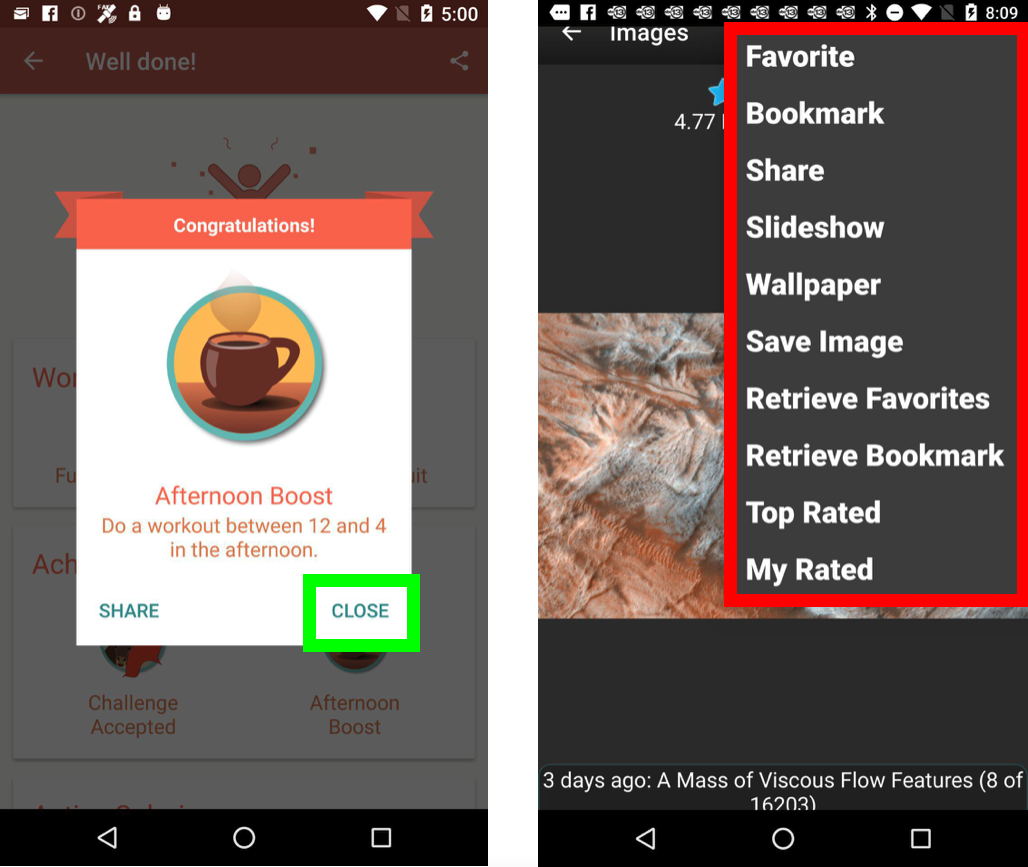 5:00
Well done!
Congratulations!
Afternoon Boost
Do a workout between 12 and 4
in the afternoon.
SHARE
CLOSE
Wor
Fu
uit
Ach
Challenge
Accepted
Afternoon
Boost
8:09
Images
4.77
Favorite
Bookmark
Share
Slideshow
Wallpaper
Save Image
Retrieve Favorites
Retrieve Bookmark
Top Rated
My Rated
3 days ago: A Mass of Viscous Flow Features (8 of
16203)